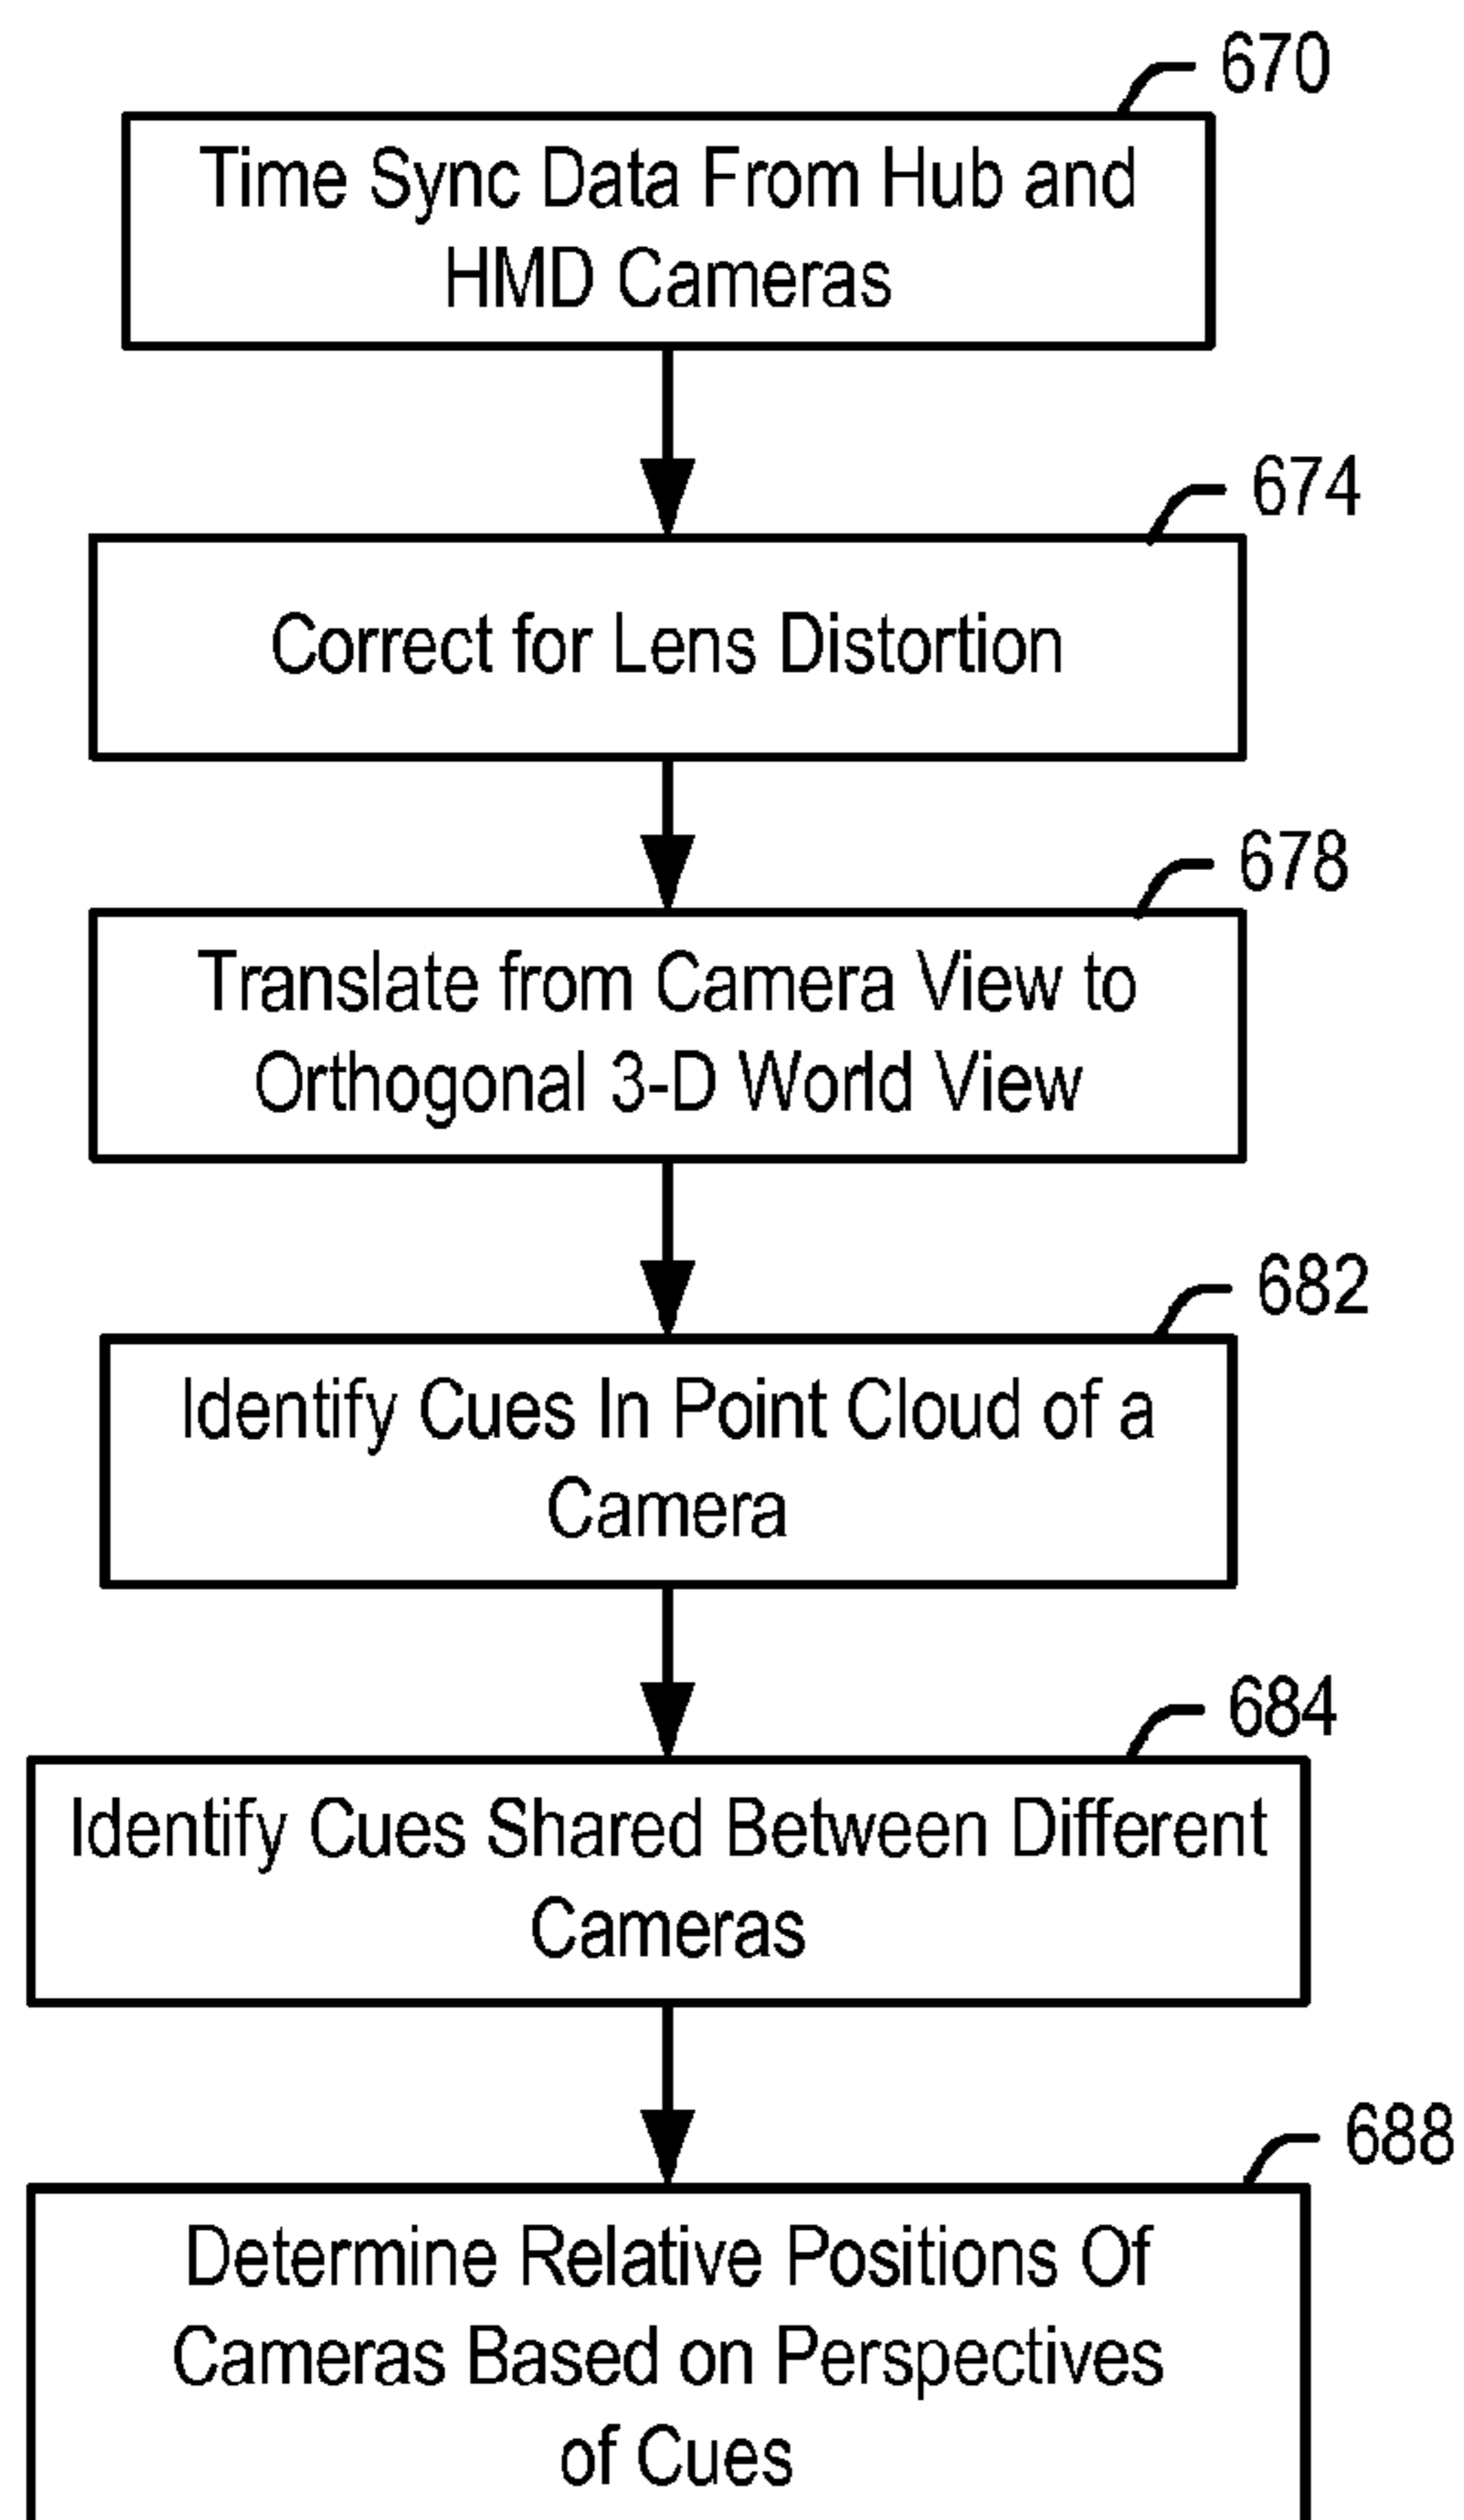 670
Time Sync Data From Hub and
HMD Cameras
674
Correct for Lens Distortion
678
Translate from Camera View to
Orthogonal 3-D World View
682
Identify Cues In Point Cloud of a
Camera
684
Identify Cues Shared Between Different
Cameras
688
Determine Relative Positions Of
Cameras Based on Perspectives
of Cues